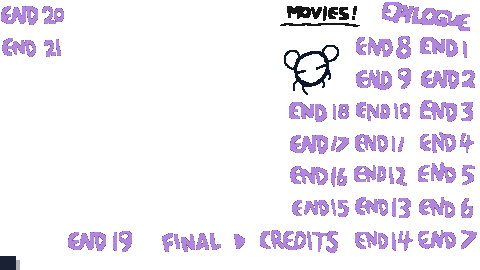 END 20 MOVIES! EPILOGUE
END 21 END 8 END 1
END 9 END 2
END 18 END 10 END 3
END 17 END 11 END 4
END 16 END 12 END 5
END 15 END 13 END 6
END 19 FINAL CREDITS END 14 END 7